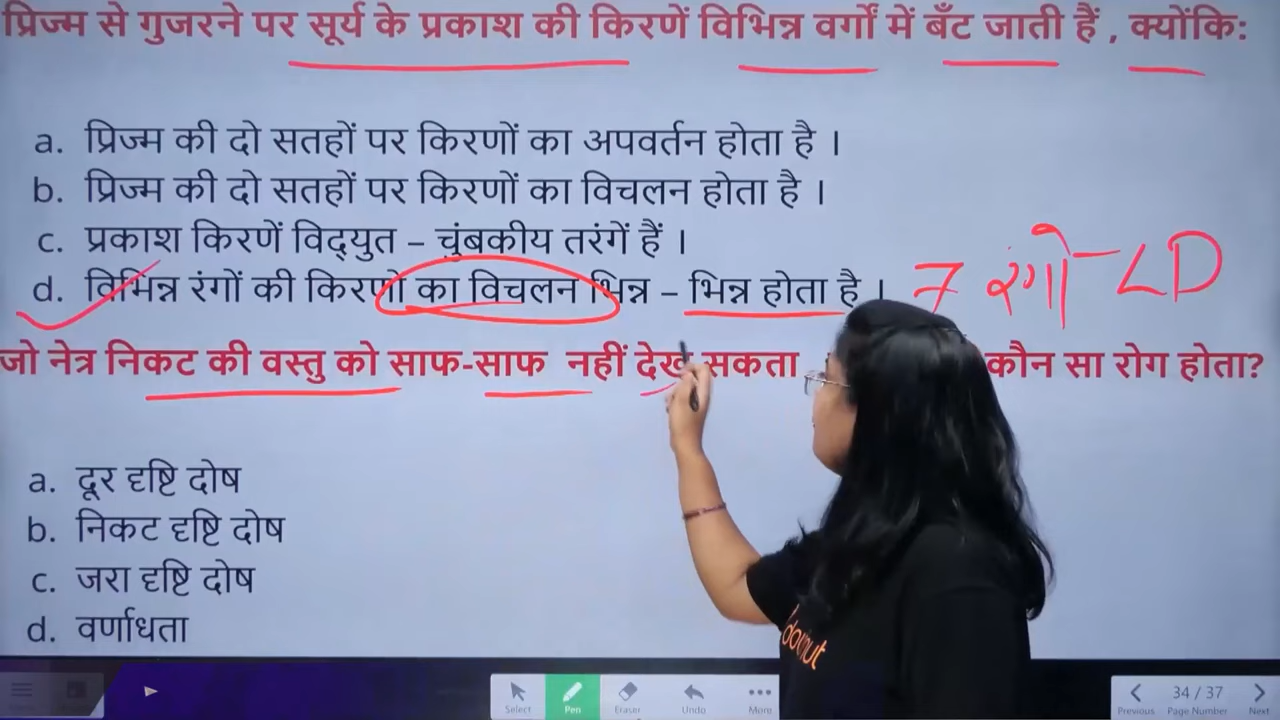 प्रिज्म से गुजरने पर सूर्य के प्रकाश की किरणें विभिन्न वर्गों में बँट जाती हैं , क्योंकि:
a. प्रिज्म की दो सतहों पर किरणों का अपवर्तन होता है ।
b. प्रिज्म की दो सतहों पर किरणों का विचलन होता है ।
c. प्रकाश किरणें विद्युत – चुंबकीय तरंगें हैं ।
d. विभिन्न रंगों की किरणो का विचलन भिन्न – भिन्न होता है ।
7 रंगो - ∠D
जो नेत्र निकट की वस्तु को साफ-साफ नहीं देख सकता कौन सा रोग होता?
a. दूर दृष्टि दोष
b. निकट दृष्टि दोष
c. जरा दृष्टि दोष
d. वर्णाधता
doubtnut
Select Pen Eraser Undo More
34 / 37
Previous Page Number Next